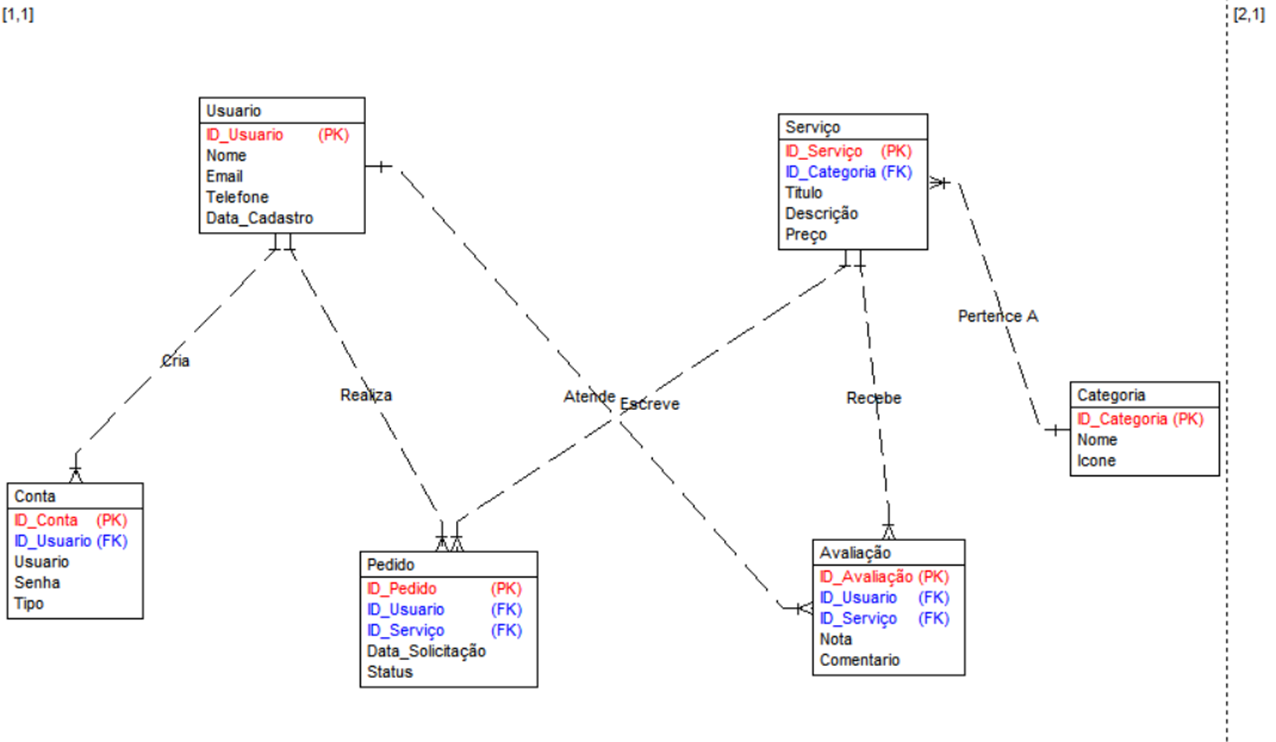 [1,1]
[2,1]
Usuario
ID_Usuario (PK)
Nome
Email
Telefone
Data_Cadastro
Serviço
ID_Serviço (PK)
ID_Categoria (FK)
Titulo
Descrição
Preço
Cria
Realiza
Atende
Escreve
Recebe
Pertence A
Categoria
ID_Categoria (PK)
Nome
Icone
Conta
ID_Conta (PK)
ID_Usuario (FK)
Usuario
Senha
Tipo
Pedido
ID_Pedido (PK)
ID_Usuario (FK)
ID_Serviço (FK)
Data_Solicitação
Status
Avaliação
ID_Avaliação (PK)
ID_Usuario (FK)
ID_Serviço (FK)
Nota
Comentario